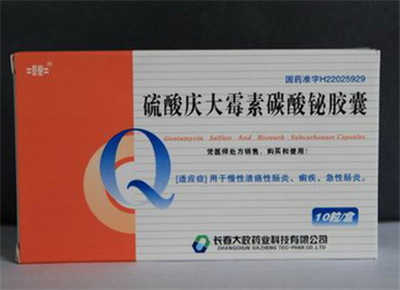 国药准字H22025929
硫酸庆大霉素碳酸铋胶囊
Gentamycin Sulfate And Bismuth Subcarbonate Capsules
凭医师处方销售、购买和使用!
Q
[适应症]用于慢性溃疡性肠炎、痢疾、急性肠炎。
10粒/盒
长春大政药业科技有限公司
CHANGCHUN DAZHENG TEC-PHAR.CO.,LTD